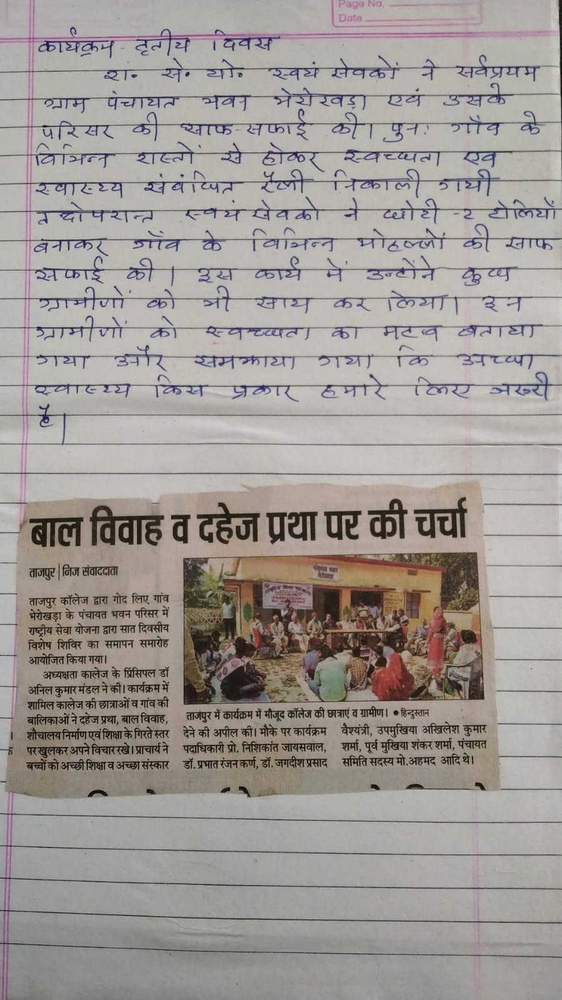 Page No.
Date
कार्यक्रम - तृतीय दिवस
रा. से. यो. स्वयं सेवकों ने सर्वप्रथम
ग्राम पंचायत भवन भेरोखड़ा एवं उसके
परिसर की साफ-सफाई की। पुनः गाँव के
विभिन्न रास्तों से होकर स्वच्छता एव
स्वास्थ्य संबंधित रैली निकाली गयी
तदोपरान्त स्वयं सेवको ने छोटी -२ टोलियाँ
बनाकर गाँव के विभिन्न मोहल्लों की साफ
सफाई की। इस कार्य में उन्होंने कुछ
ग्रामीणों को भी साथ कर लिया। इन
ग्रामीणों को स्वच्छता का महत्व बताया
गया और समझाया गया कि अच्छा
स्वास्थ्य किस प्रकार हमारे लिए जरुरी
है।
बाल विवाह व दहेज प्रथा पर की चर्चा
ताजपुर | निज संवाददाता
ताजपुर कॉलेज द्वारा गोद लिए गांव
भेरोखड़ा के पंचायत भवन परिसर में
राष्ट्रीय सेवा योजना द्वारा सात दिवसीय
विशेष शिविर का समापन समारोह
आयोजित किया गया।
अध्यक्षता कालेज के प्रिंसिपल डॉ
अनिल कुमार मंडल ने की। कार्यक्रम में
शामिल कालेज की छात्राओं व गांव की
बालिकाओं ने दहेज प्रथा, बाल विवाह,
शौचालय निर्माण एवं शिक्षा के गिरते स्तर
पर खुलकर अपने विचार रखे। प्राचार्य ने
बच्चों को अच्छी शिक्षा व अच्छा संस्कार
पंचायत भवन
भेरोखड़ा
राष्ट्रीय सेवा योजना
ताजपुर में कार्यक्रम में मौजूद कॉलेज की छात्राएं व ग्रामीण। • हिन्दुस्तान
देने की अपील की। मौके पर कार्यक्रम
पदाधिकारी प्रो. निशिकांत जायसवाल,
डॉ. प्रभात रंजन कर्ण, डॉ. जगदीश प्रसाद
वैश्यंत्री, उपमुखिया अखिलेश कुमार
शर्मा, पूर्व मुखिया शंकर शर्मा, पंचायत
समिति सदस्य मो.अहमद आदि थे।